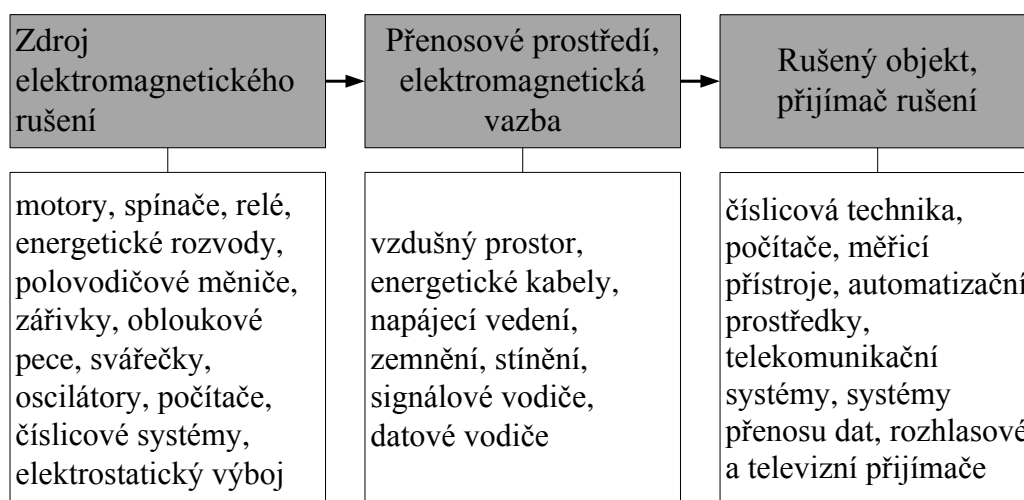 Zdroj
elektromagnetického
rušení
Přenosové prostředí,
elektromagnetická
vazba
Rušený objekt,
přijímač rušení
motory, spínače, relé,
energetické rozvody,
polovodičové měniče,
zářivky, obloukové
pece, svářečky,
oscilátory, počítače,
číslicové systémy,
elektrostatický výboj
vzdušný prostor,
energetické kabely,
napájecí vedení,
zemnění, stínění,
signálové vodiče,
datové vodiče
číslicová technika,
počítače, měřicí
přístroje, automatizační
prostředky,
telekomunikační
systémy, systémy
přenosu dat, rozhlasové
a televizní přijímače